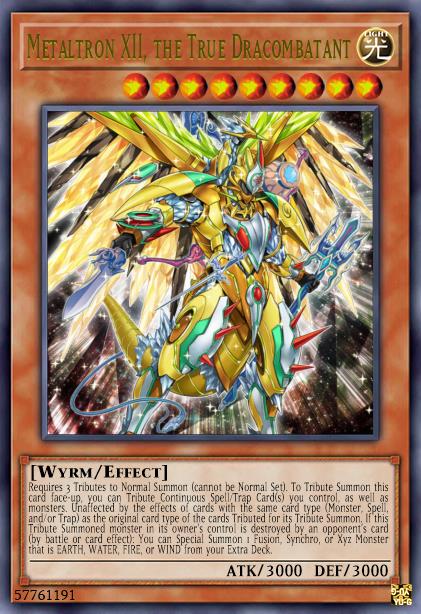 METALTRON XII, THE TRUE DRACOMBATANT
LIGHT
光
[WYRM/EFFECT]
Requires 3 Tributes to Normal Summon (cannot be Normal Set). To Tribute Summon this
card face-up, you can Tribute Continuous Spell/Trap Card(s) you control, as well as
monsters. Unaffected by the effects of cards with the same card type (Monster, Spell,
and/or Trap) as the original type of the cards Tributed for its Tribute Summon. If this
Tribute Summoned monster in its owner's control is destroyed by an opponent's card
(by battle or card effect): You can Special Summon 1 Fusion, Synchro, or Xyz Monster
that is EARTH, WATER, FIRE, or WIND from your Extra Deck.
ATK/3000 DEF/3000
57761191